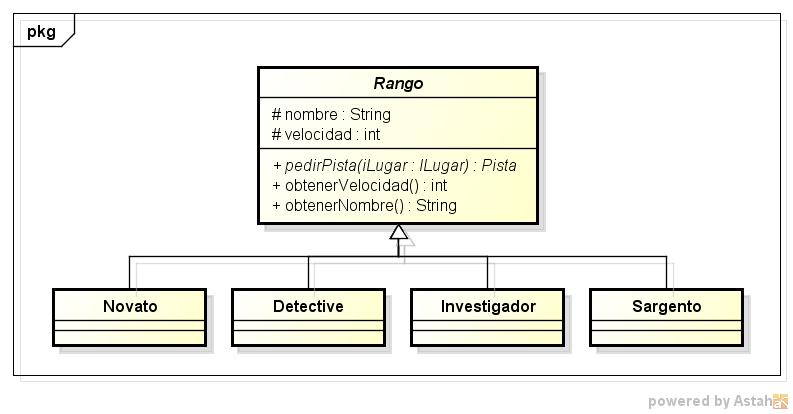 pkg
Rango
# nombre : String
# velocidad : int
+ pedirPista(iLugar : ILugar) : Pista
+ obtenerVelocidad() : int
+ obtenerNombre() : String
Novato
Detective
Investigador
Sargento
powered by Astah